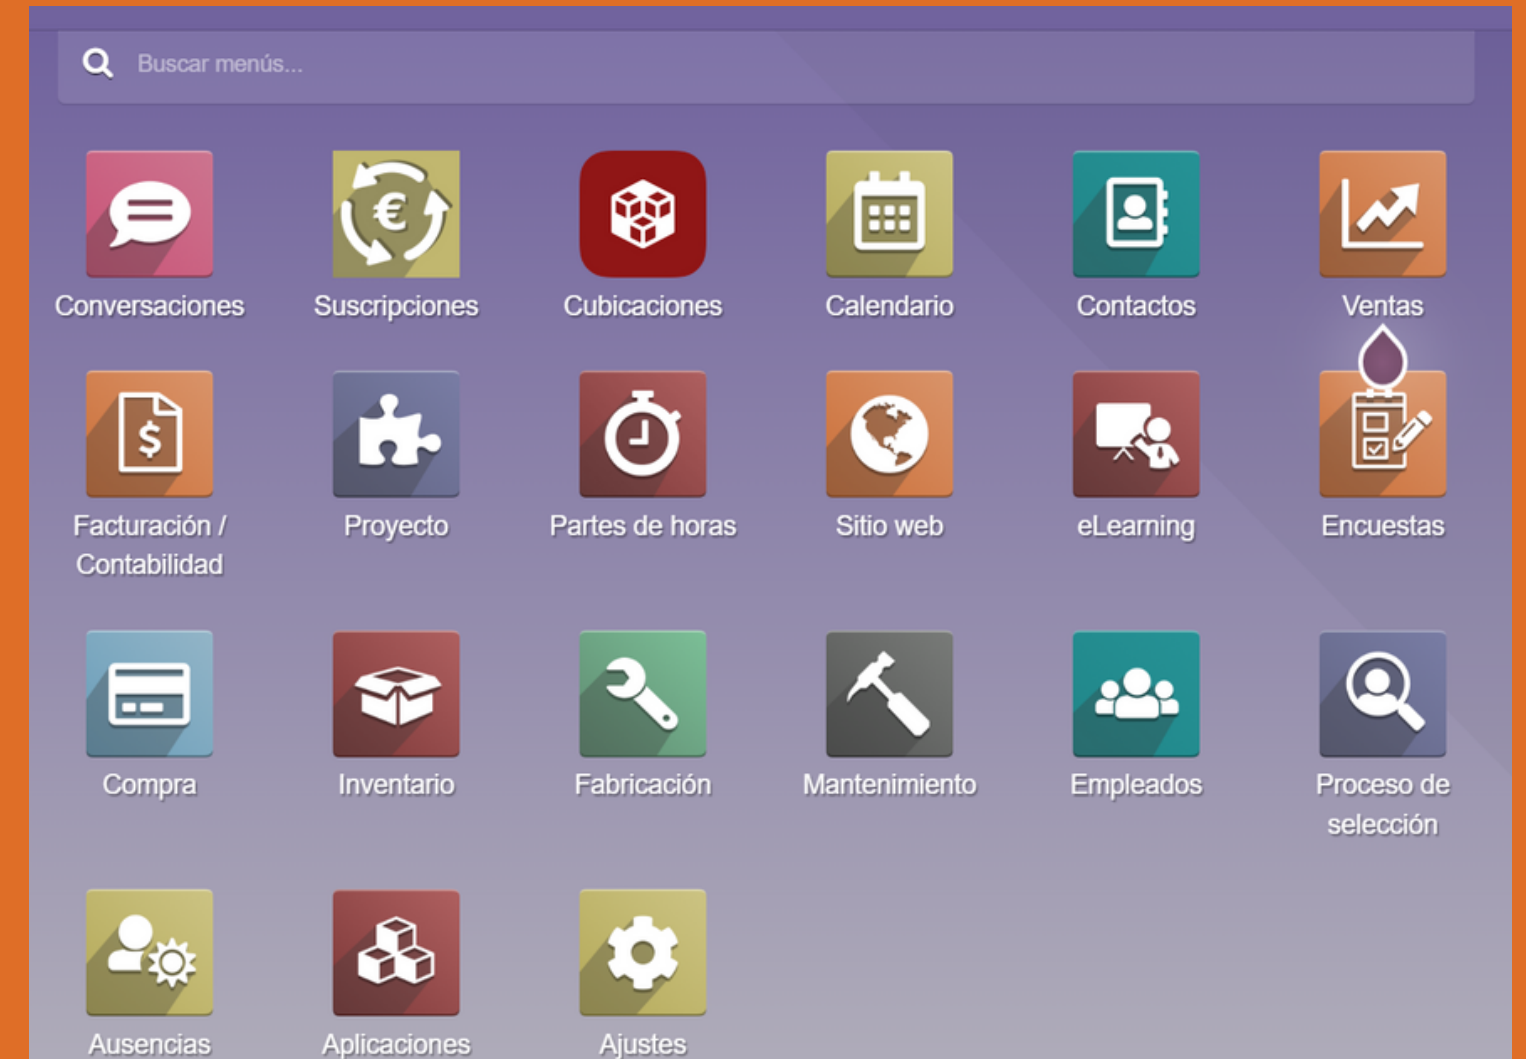 Buscar menús...
Conversaciones
Suscripciones
Cubicaciones
Calendario
Contactos
Ventas
Facturación /
Contabilidad
Proyecto
Partes de horas
Sitio web
eLearning
Encuestas
Compra
Inventario
Fabricación
Mantenimiento
Empleados
Proceso de
selección
Ausencias
Aplicaciones
Ajustes